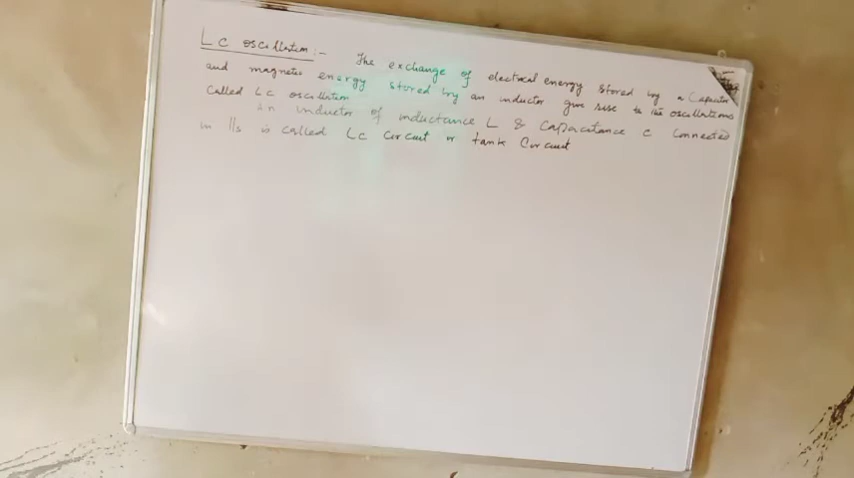 Lc oscillation :- The exchange of electrical energy stored by a Capacitor
and magnetic energy stored by an inductor give rise to the oscillations
called Lc oscillation
An inductor of inductance L & Capacitance c Connected
in ||s is called Lc Circuit or tank Circuit